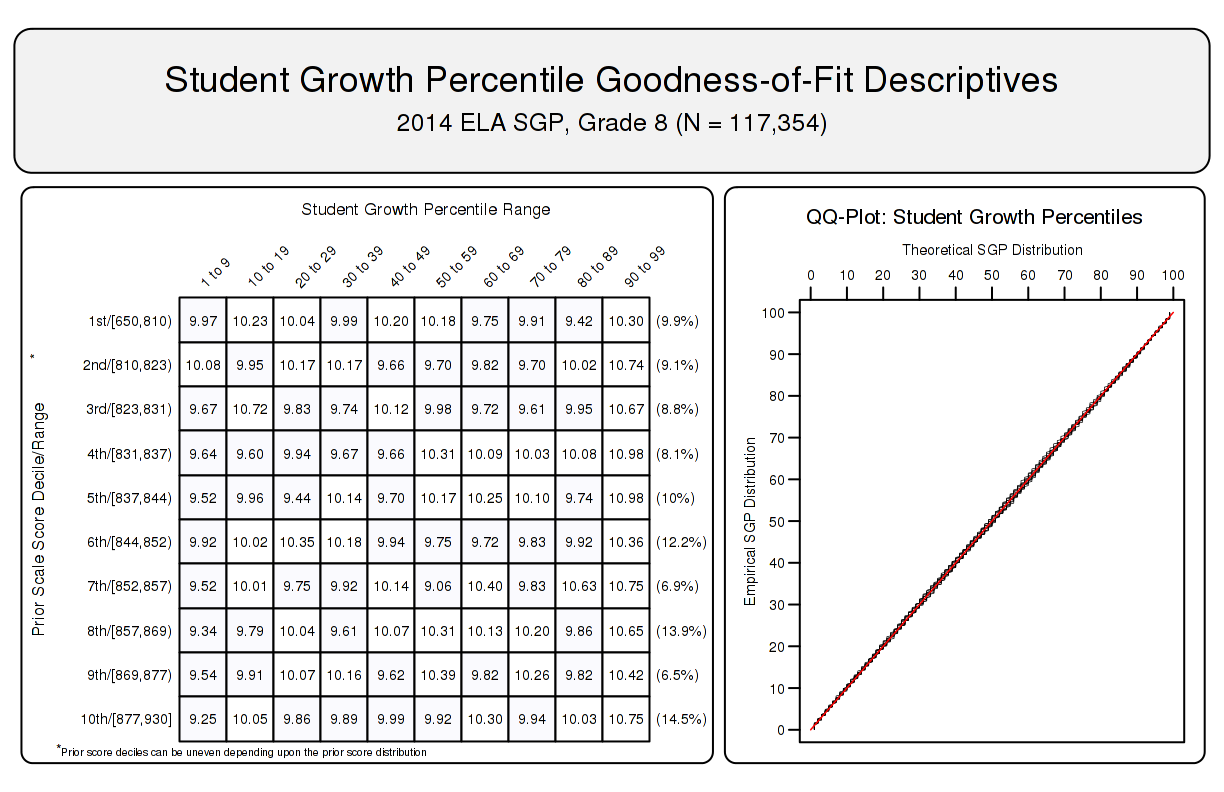 Student Growth Percentile Goodness-of-Fit Descriptives
2014 ELA SGP, Grade 8 (N = 117,354)
Student Growth Percentile Range
1 to 9 10 to 19 20 to 29 30 to 39 40 to 49 50 to 59 60 to 69 70 to 79 80 to 89 90 to 99
Prior Scale Score Decile/Range *
1st/[650,810) 9.97 10.23 10.04 9.99 10.20 10.18 9.75 9.91 9.42 10.30 (9.9%)
2nd/[810,823) 10.08 9.95 10.17 10.17 9.66 9.70 9.82 9.70 10.02 10.74 (9.1%)
3rd/[823,831) 9.67 10.72 9.83 9.74 10.12 9.98 9.72 9.61 9.95 10.67 (8.8%)
4th/[831,837) 9.64 9.60 9.94 9.67 9.66 10.31 10.09 10.03 10.08 10.98 (8.1%)
5th/[837,844) 9.52 9.96 9.44 10.14 9.70 10.17 10.25 10.10 9.74 10.98 (10%)
6th/[844,852) 9.92 10.02 10.35 10.18 9.94 9.75 9.72 9.83 9.92 10.36 (12.2%)
7th/[852,857) 9.52 10.01 9.75 9.92 10.14 9.06 10.40 9.83 10.63 10.75 (6.9%)
8th/[857,869) 9.34 9.79 10.04 9.61 10.07 10.31 10.13 10.20 9.86 10.65 (13.9%)
9th/[869,877) 9.54 9.91 10.07 10.16 9.62 10.39 9.82 10.26 9.82 10.42 (6.5%)
10th/[877,930] 9.25 10.05 9.86 9.89 9.99 9.92 10.30 9.94 10.03 10.75 (14.5%)
*Prior score deciles can be uneven depending upon the prior score distribution
QQ-Plot: Student Growth Percentiles
Theoretical SGP Distribution
0 10 20 30 40 50 60 70 80 90 100
Empirical SGP Distribution
100
90
80
70
60
50
40
30
20
10
0